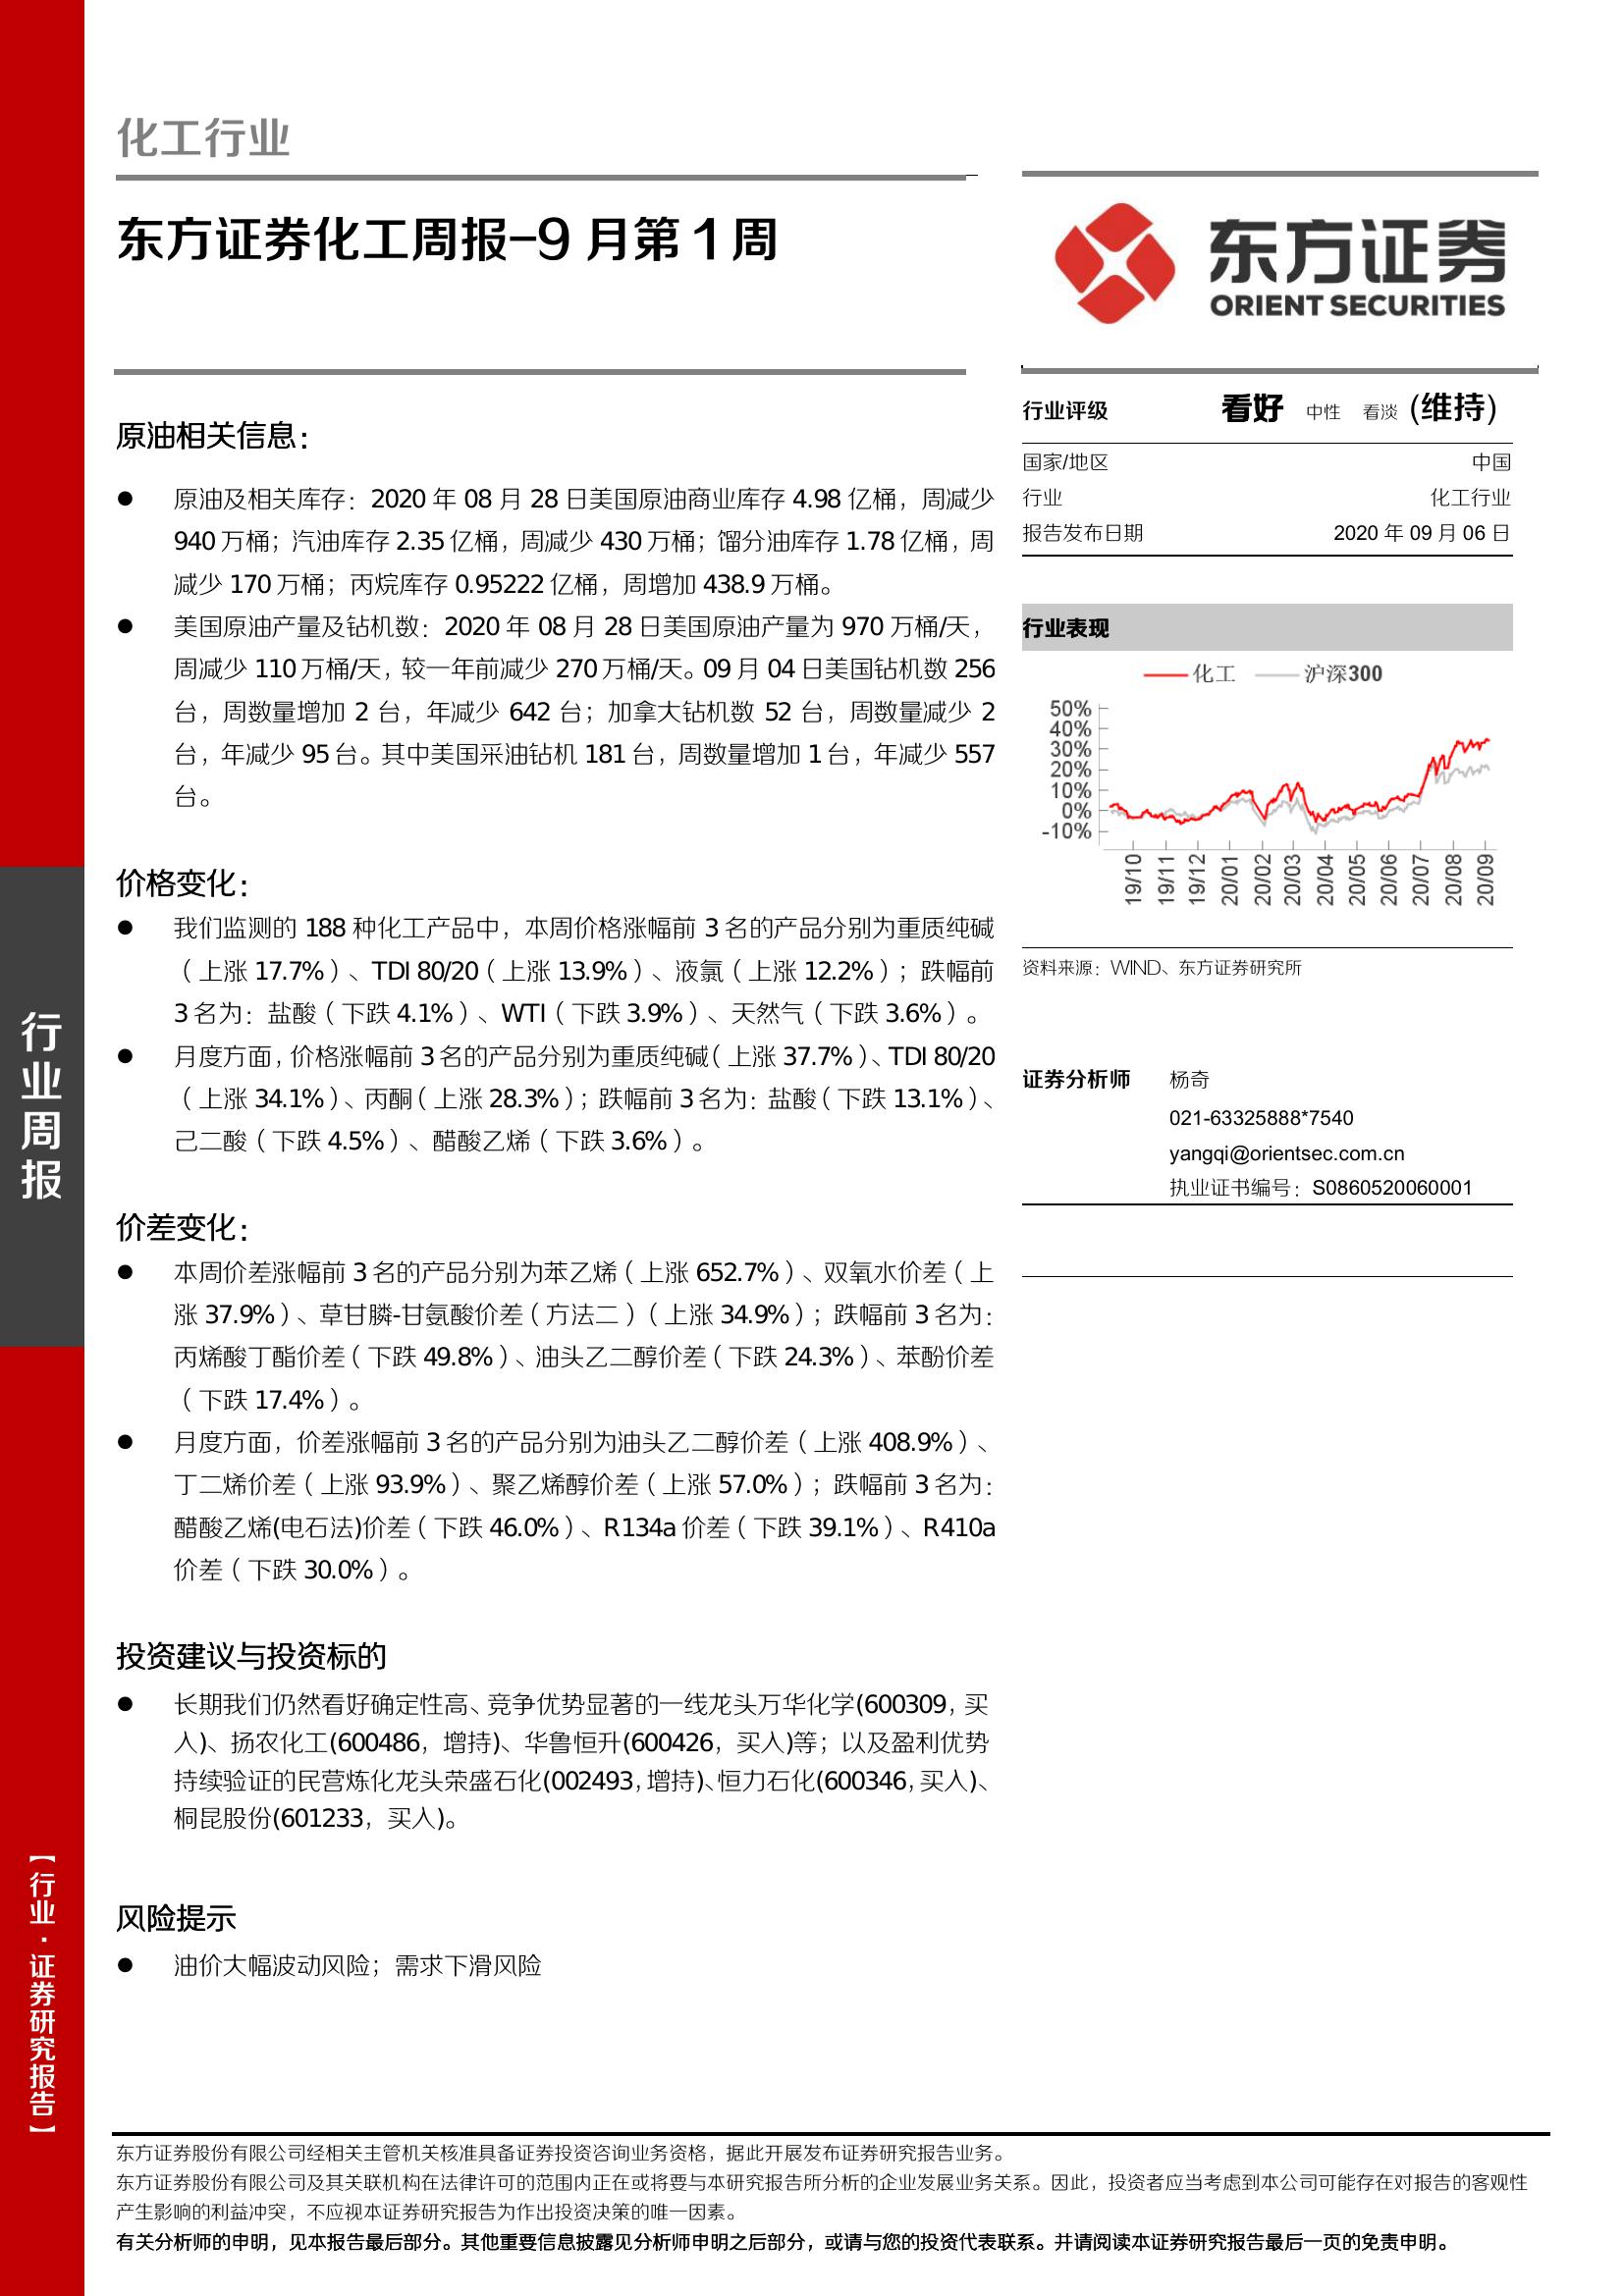 化工行业
东方证券化工周报-9 月第 1 周
东方证券
ORIENT SECURITIES
原油相关信息：
● 原油及相关库存：2020 年 08 月 28 日美国原油商业库存 4.98 亿桶，周减少
940 万桶；汽油库存 2.35 亿桶，周减少 430 万桶；馏分油库存 1.78 亿桶，周
减少 170 万桶；丙烷库存 0.95222 亿桶，周增加 438.9 万桶。
● 美国原油产量及钻机数：2020 年 08 月 28 日美国原油产量为 970 万桶/天，
周减少 110 万桶/天，较一年前减少 270 万桶/天。09 月 04 日美国钻机数 256
台，周数量增加 2 台，年减少 642 台；加拿大钻机数 52 台，周数量减少 2
台，年减少 95 台。其中美国采油钻机 181 台，周数量增加 1 台，年减少 557
台。
价格变化：
● 我们监测的 188 种化工产品中，本周价格涨幅前 3 名的产品分别为重质纯碱
（上涨 17.7%）、TDI 80/20（上涨 13.9%）、液氯（上涨 12.2%）；跌幅前
3 名为：盐酸（下跌 4.1%）、WTI（下跌 3.9%）、天然气（下跌 3.6%）。
● 月度方面，价格涨幅前 3 名的产品分别为重质纯碱（上涨 37.7%）、TDI 80/20
（上涨 34.1%）、丙酮（上涨 28.3%）；跌幅前 3 名为：盐酸（下跌 13.1%）、
己二酸（下跌 4.5%）、醋酸乙烯（下跌 3.6%）。
价差变化：
● 本周价差涨幅前 3 名的产品分别为苯乙烯（上涨 652.7%）、双氧水价差（上
涨 37.9%）、草甘膦-甘氨酸价差（方法二）（上涨 34.9%）；跌幅前 3 名为：
丙烯酸丁酯价差（下跌 49.8%）、油头乙二醇价差（下跌 24.3%）、苯酚价差
（下跌 17.4%）。
● 月度方面，价差涨幅前 3 名的产品分别为油头乙二醇价差（上涨 408.9%）、
丁二烯价差（上涨 93.9%）、聚乙烯醇价差（上涨 57.0%）；跌幅前 3 名为：
醋酸乙烯(电石法)价差（下跌 46.0%）、R134a 价差（下跌 39.1%）、R410a
价差（下跌 30.0%）。
投资建议与投资标的
● 长期我们仍然看好确定性高、竞争优势显著的一线龙头万华化学(600309，买
入)、扬农化工(600486，增持)、华鲁恒升(600426，买入)等；以及盈利优势
持续验证的民营炼化龙头荣盛石化(002493，增持)、恒力石化(600346，买入)、
桐昆股份(601233，买入)。
风险提示
● 油价大幅波动风险；需求下滑风险
行业评级 看好 中性 看淡 (维持)
国家/地区 中国
行业 化工行业
报告发布日期 2020 年 09 月 06 日
行业表现
化工 沪深300
50%
40%
30%
20%
10%
0%
-10%
19/10 19/11 19/12 20/01 20/02 20/03 20/04 20/05 20/06 20/07 20/08 20/09
资料来源：WIND、东方证券研究所
证券分析师 杨奇
021-63325888*7540
yangqi@orientsec.com.cn
执业证书编号：S0860520060001
行业周报
【行业·证券研究报告】
东方证券股份有限公司经相关主管机关核准具备证券投资咨询业务资格，据此开展发布证券研究报告业务。
东方证券股份有限公司及其关联机构在法律许可的范围内正在或将要与本研究报告所分析的企业发展业务关系。因此，投资者应当考虑到本公司可能存在对报告的客观性
产生影响的利益冲突，不应视本证券研究报告为作出投资决策的唯一因素。
有关分析师的申明，见本报告最后部分。其他重要信息披露见分析师申明之后部分，或请与您的投资代表联系。并请阅读本证券研究报告最后一页的免责申明。